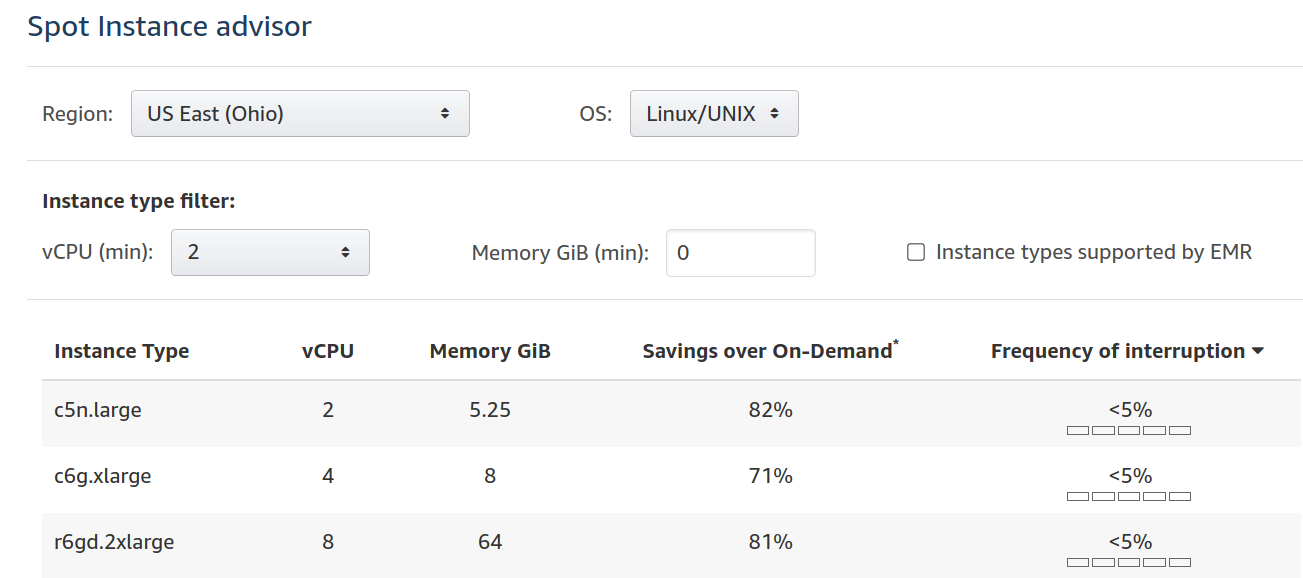 Spot Instance advisor
Region: US East (Ohio) OS: Linux/UNIX
Instance type filter:
vCPU (min): 2 Memory GiB (min): 0 Instance types supported by EMR
Instance Type vCPU Memory GiB Savings over On-Demand* Frequency of interruption
c5n.large 2 5.25 82% <5%
c6g.xlarge 4 8 71% <5%
r6gd.2xlarge 8 64 81% <5%